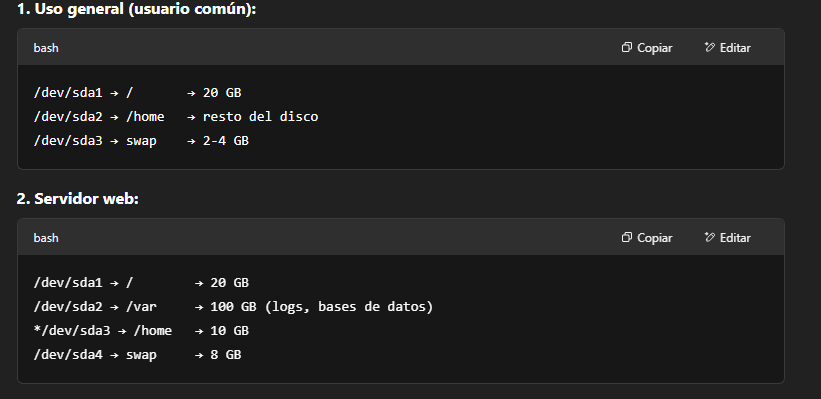 1. Uso general (usuario común):
bash Copiar Editar
/dev/sda1 → / → 20 GB
/dev/sda2 → /home → resto del disco
/dev/sda3 → swap → 2-4 GB
2. Servidor web:
bash Copiar Editar
/dev/sda1 → / → 20 GB
/dev/sda2 → /var → 100 GB (logs, bases de datos)
*/dev/sda3 → /home → 10 GB
/dev/sda4 → swap → 8 GB